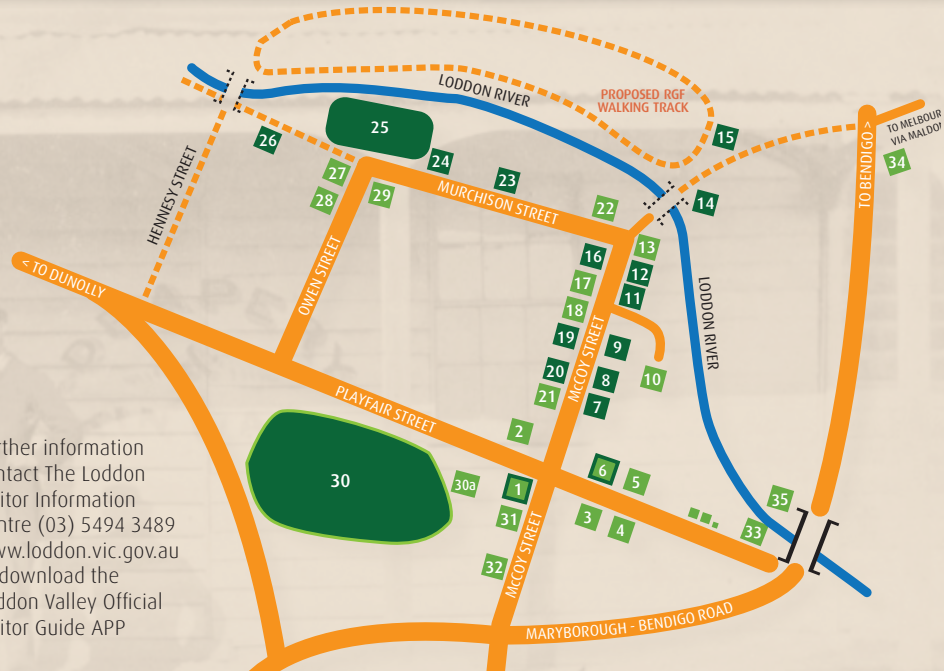 LODDON RIVER
PROPOSED RGF
WALKING TRACK
15
TO MELBOUR
VIA MALDO
34
TO BENDIGO >
25
26
24
27
28
29
23
MURCHISON STREET
22
14
HENNESY STREET
OWEN STREET
< TO DUNOLLY
13
16
12
17
11
18
19
McCOY STREET
9
LODDON RIVER
20
8
10
21
7
PLAYFAIR STREET
2
30
30a
1
6
5
31
3
4
35
33
32
McCOY STREET
MARYBOROUGH - BENDIGO ROAD
rther information
ntact The Loddon
itor Information
ntre (03) 5494 3489
ww.loddon.vic.gov.au
download the
ddon Valley Official
itor Guide APP